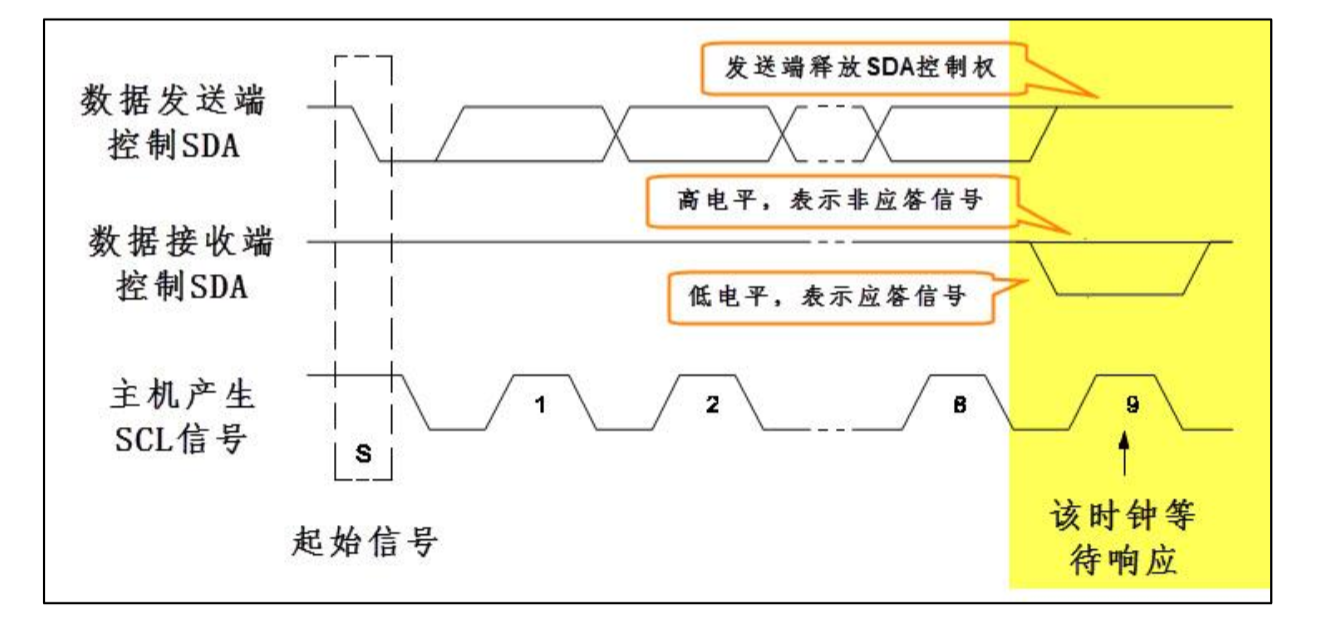 发送端释放SDA控制权
数据发送端
控制SDA
高电平，表示非应答信号
数据接收端
控制SDA
低电平，表示应答信号
主机产生
SCL信号
1
2
8
9
S
起始信号
该时钟等
待响应